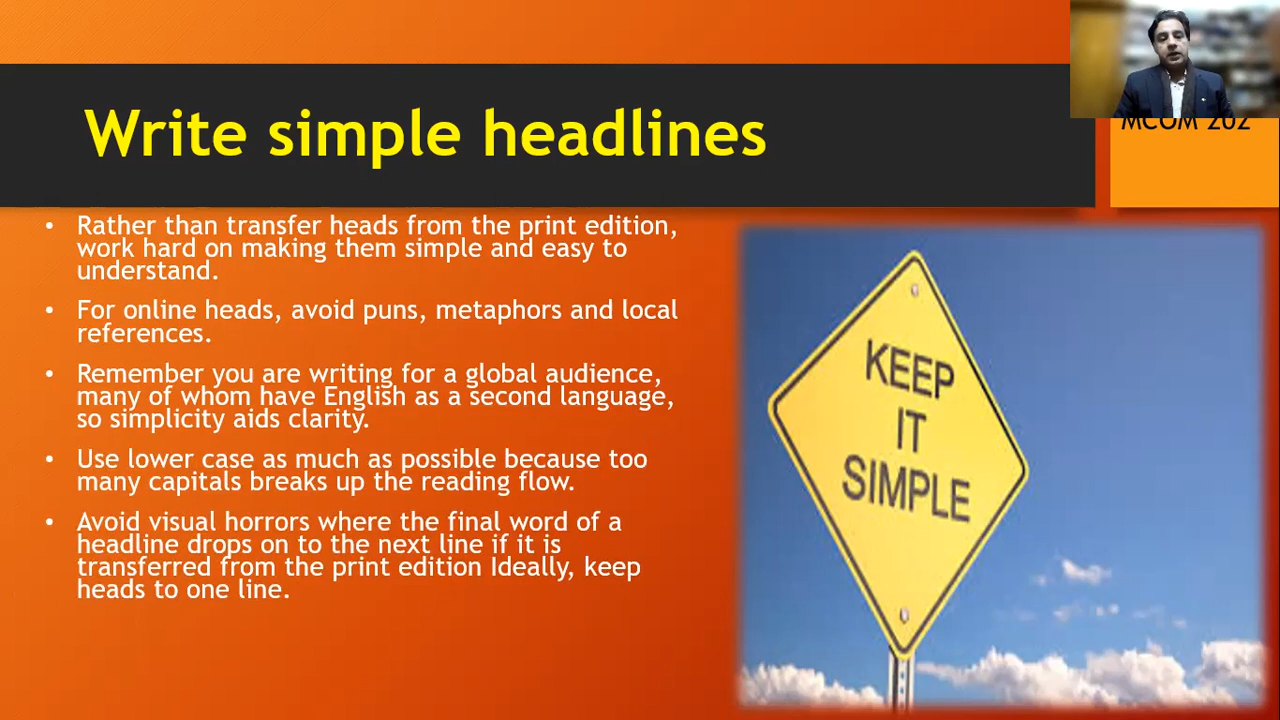 Write simple headlines
MCOM 202
• Rather than transfer heads from the print edition,
work hard on making them simple and easy to
understand.
• For online heads, avoid puns, metaphors and local
references.
• Remember you are writing for a global audience,
many of whom have English as a second language,
so simplicity aids clarity.
• Use lower case as much as possible because too
many capitals breaks up the reading flow.
• Avoid visual horrors where the final word of a
headline drops on to the next line if it is
transferred from the print edition Ideally, keep
heads to one line.
KEEP
IT
SIMPLE